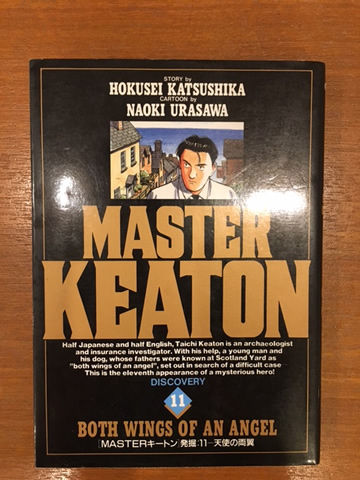 STORY by
HOKUSEI KATSUSHIKA
CARTOON by
NAOKI URASAWA
MASTER
KEATON
Half Japanese and half English, Taichi Keaton is an archaeologist
and insurance investigator. With his help, a young man and
his dog, whose fathers were known at Scotland Yard as
"both wings of an angel", set out in search of a difficult case
This is the eleventh appearance of a mysterious hero!
DISCOVERY
11
BOTH WINGS OF AN ANGEL
[MASTERキートン]発掘:11―天使の両翼